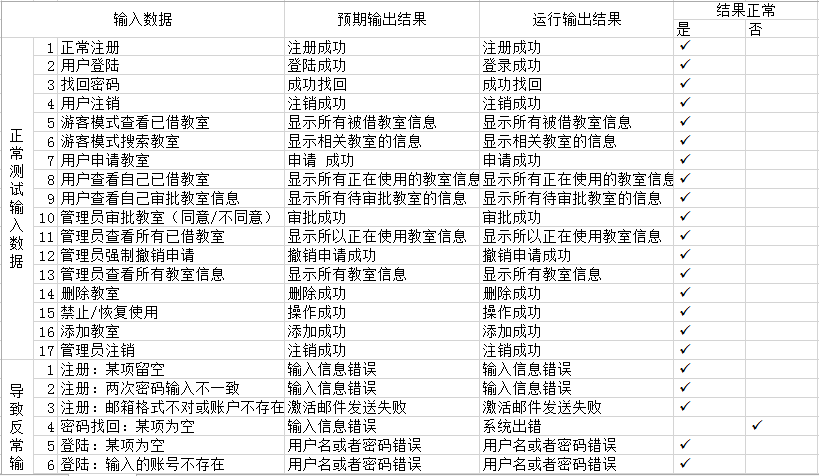 输入数据 预期输出结果 运行输出结果 结果正常
是 否
正常测试输入数据
1 正常注册 注册成功 注册成功 ✓
2 用户登陆 登陆成功 登录成功 ✓
3 找回密码 成功找回 成功找回 ✓
4 用户注销 注销成功 注销成功 ✓
5 游客模式查看已借教室 显示所有被借教室信息 显示所有被借教室信息 ✓
6 游客模式搜索教室 显示相关教室的信息 显示相关教室的信息 ✓
7 用户申请教室 申请 成功 申请成功 ✓
8 用户查看自己已借教室 显示所有正在使用的教室信息 显示所有正在使用的教室信息 ✓
9 用户查看自己审批教室信息 显示所有待审批教室的信息 显示所有待审批教室的信息 ✓
10 管理员审批教室（同意/不同意） 审批成功 审批成功 ✓
11 管理员查看所有已借教室 显示所以正在使用教室信息 显示所以正在使用教室信息 ✓
12 管理员强制撤销申请 撤销申请成功 撤销申请成功 ✓
13 管理员查看所有教室信息 显示所有教室信息 显示所有教室信息 ✓
14 删除教室 删除成功 删除成功 ✓
15 禁止/恢复使用 操作成功 操作成功 ✓
16 添加教室 添加成功 添加成功 ✓
17 管理员注销 注销成功 注销成功 ✓
导致反常输
1 注册：某项留空 输入信息错误 输入信息错误 ✓
2 注册：两次密码输入不一致 输入信息错误 输入信息错误 ✓
3 注册：邮箱格式不对或账户不存在 激活邮件发送失败 激活邮件发送失败 ✓
4 密码找回：某项为空 输入信息错误 系统出错 ✓
5 登陆：某项为空 用户名或者密码错误 用户名或者密码错误 ✓
6 登陆：输入的账号不存在 用户名或者密码错误 用户名或者密码错误 ✓